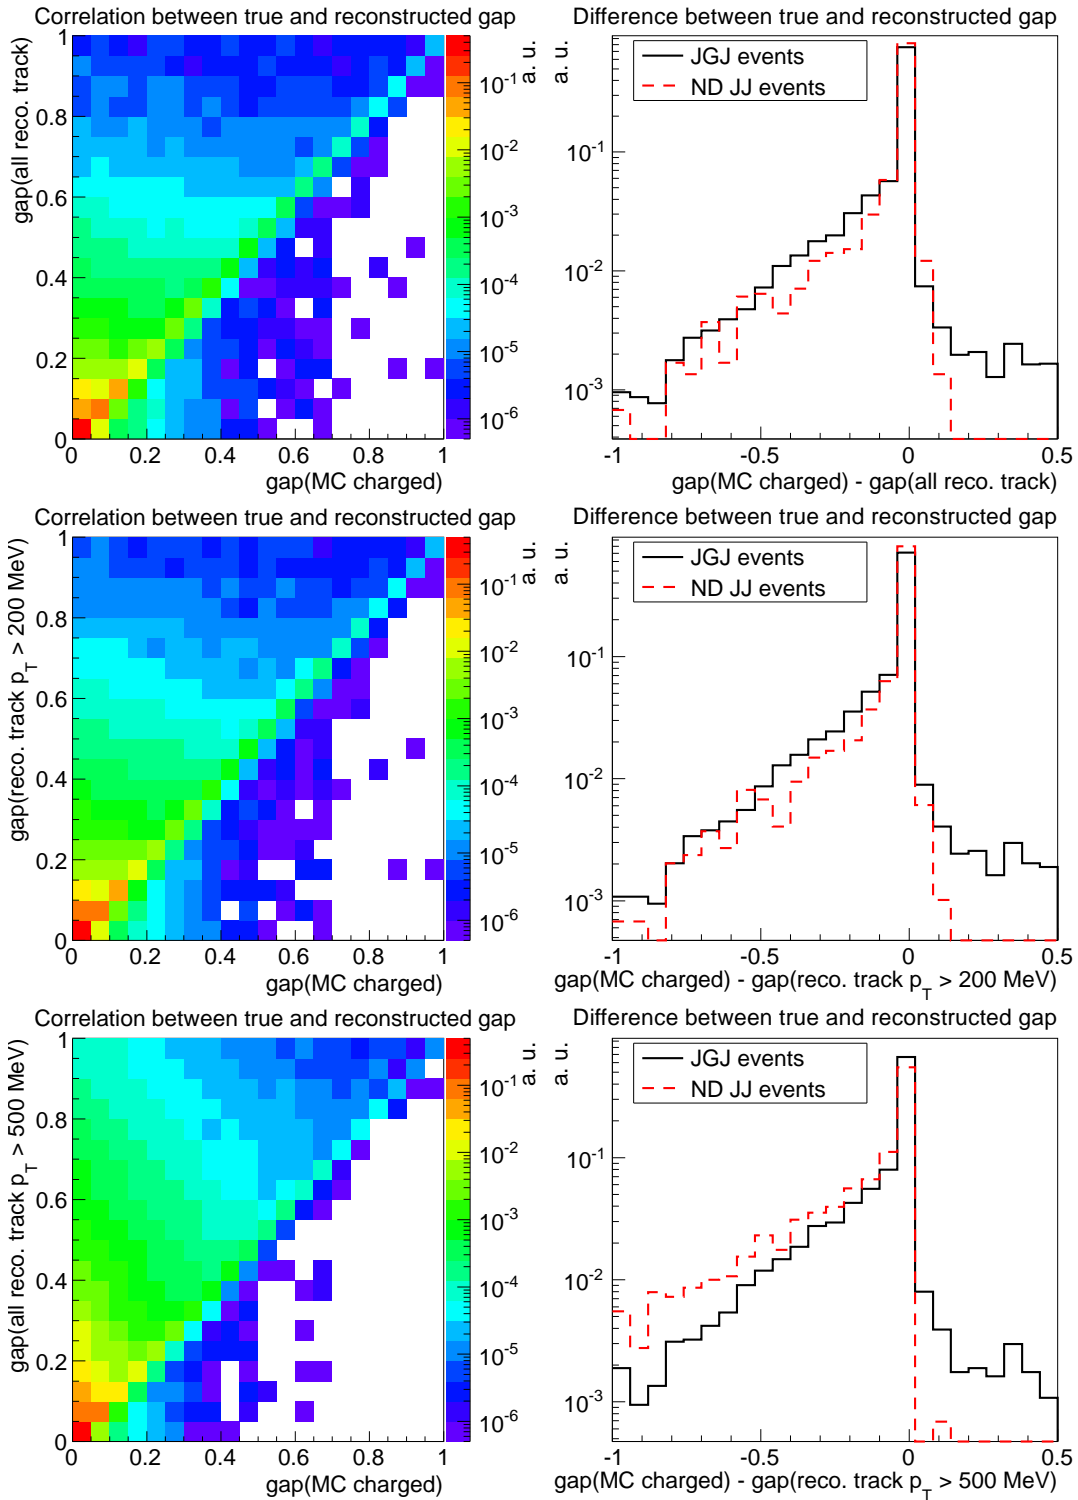 Correlation between true and reconstructed gap
Difference between true and reconstructed gap
gap(all reco. track)
1
0.8
0.6
0.4
0.2
0
0
0.2
0.4
0.6
0.8
1
gap(MC charged)
a. u.
10^-1
10^-2
10^-3
10^-4
10^-5
10^-6
a. u.
JGJ events
ND JJ events
10^-1
10^-2
10^-3
-1
-0.5
0
0.5
gap(MC charged) - gap(all reco. track)
Correlation between true and reconstructed gap
Difference between true and reconstructed gap
gap(reco. track p_T > 200 MeV)
1
0.8
0.6
0.4
0.2
0
0
0.2
0.4
0.6
0.8
1
gap(MC charged)
a. u.
10^-1
10^-2
10^-3
10^-4
10^-5
10^-6
a. u.
JGJ events
ND JJ events
10^-1
10^-2
10^-3
-1
-0.5
0
0.5
gap(MC charged) - gap(reco. track p_T > 200 MeV)
Correlation between true and reconstructed gap
Difference between true and reconstructed gap
gap(all reco. track p_T > 500 MeV)
1
0.8
0.6
0.4
0.2
0
0
0.2
0.4
0.6
0.8
1
gap(MC charged)
a. u.
10^-1
10^-2
10^-3
10^-4
10^-5
10^-6
a. u.
JGJ events
ND JJ events
10^-1
10^-2
10^-3
-1
-0.5
0
0.5
gap(MC charged) - gap(reco. track p_T > 500 MeV)